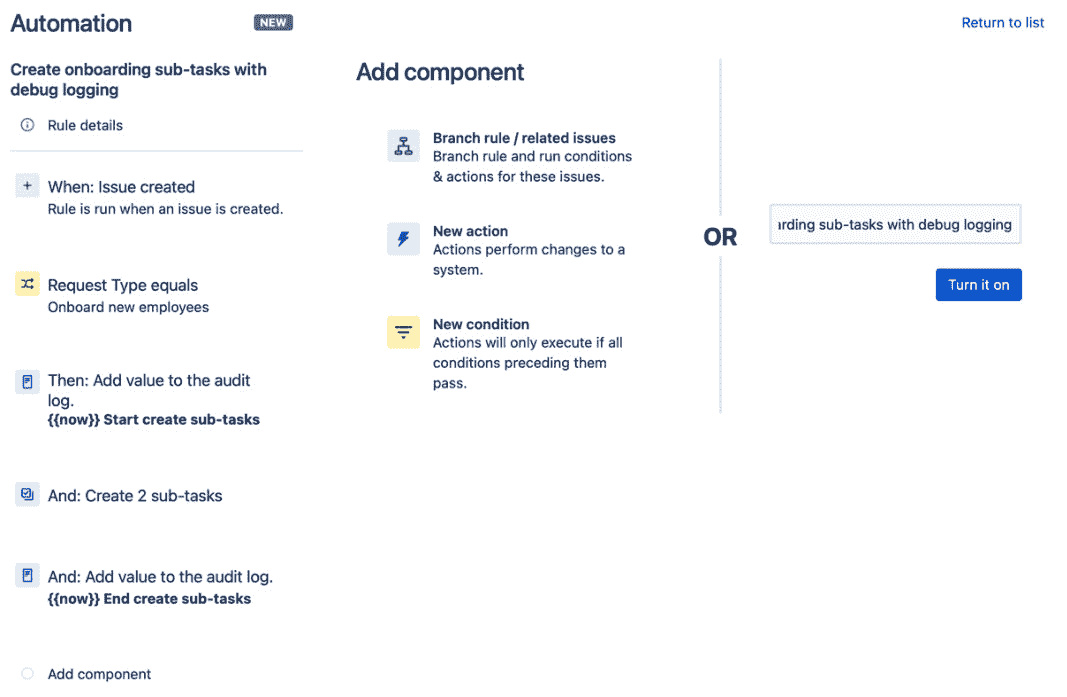 Automation
NEW
Return to list
Create onboarding sub-tasks with
debug logging
Rule details
When: Issue created
Rule is run when an issue is created.
Request Type equals
Onboard new employees
Then: Add value to the audit
log.
{{now}} Start create sub-tasks
And: Create 2 sub-tasks
And: Add value to the audit log.
{{now}} End create sub-tasks
Add component
Add component
Branch rule / related issues
Branch rule and run conditions
& actions for these issues.
New action
Actions perform changes to a
system.
New condition
Actions will only execute if all
conditions preceding them
pass.
OR
arding sub-tasks with debug logging
Turn it on